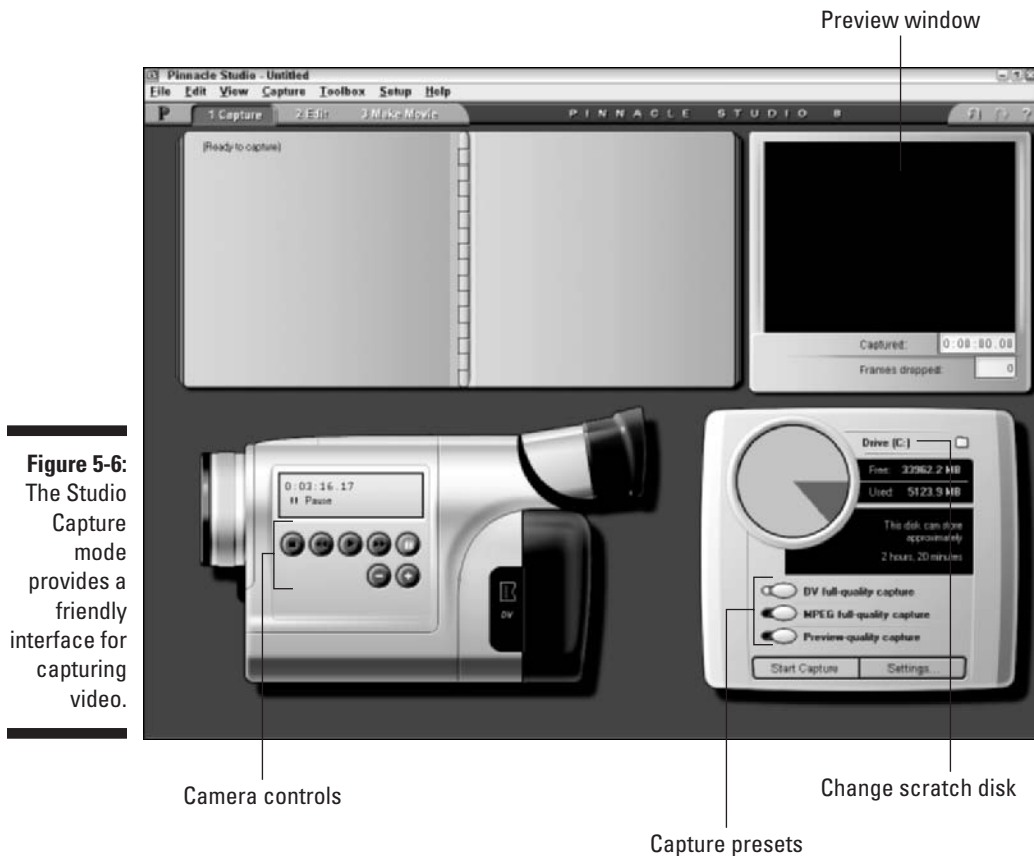 Preview window
Pinnacle Studio - Untitled
File Edit View Capture Toolbox Setup Help
P 1 Capture 2 Edit 3 Make Movie PINNACLE STUDIO 8 ?
(Ready to capture)
Captured: 0:00:00.00
Frames dropped: 0
0:03:16.17
Pause
DV
Drive (C:)
Free: 33962.2 MB
Used: 5123.9 MB
This disk can store
approximately
2 hours, 20 minutes
DV full-quality capture
MPEG full-quality capture
Preview-quality capture
Start Capture Settings...
Figure 5-6:
The Studio
Capture
mode
provides a
friendly
interface for
capturing
video.
Camera controls
Change scratch disk
Capture presets